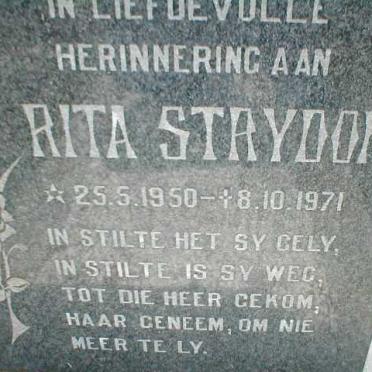 IN LIEFDEVOLLE
HERINNERING AAN
RITA STRYDOM
☆ 25.5.1950–✝8.10.1971
IN STILTE HET SY GELY,
IN STILTE IS SY WEG,
TOT DIE HEER GEKOM,
HAAR GENEEM, OM NIE
MEER TE LY.